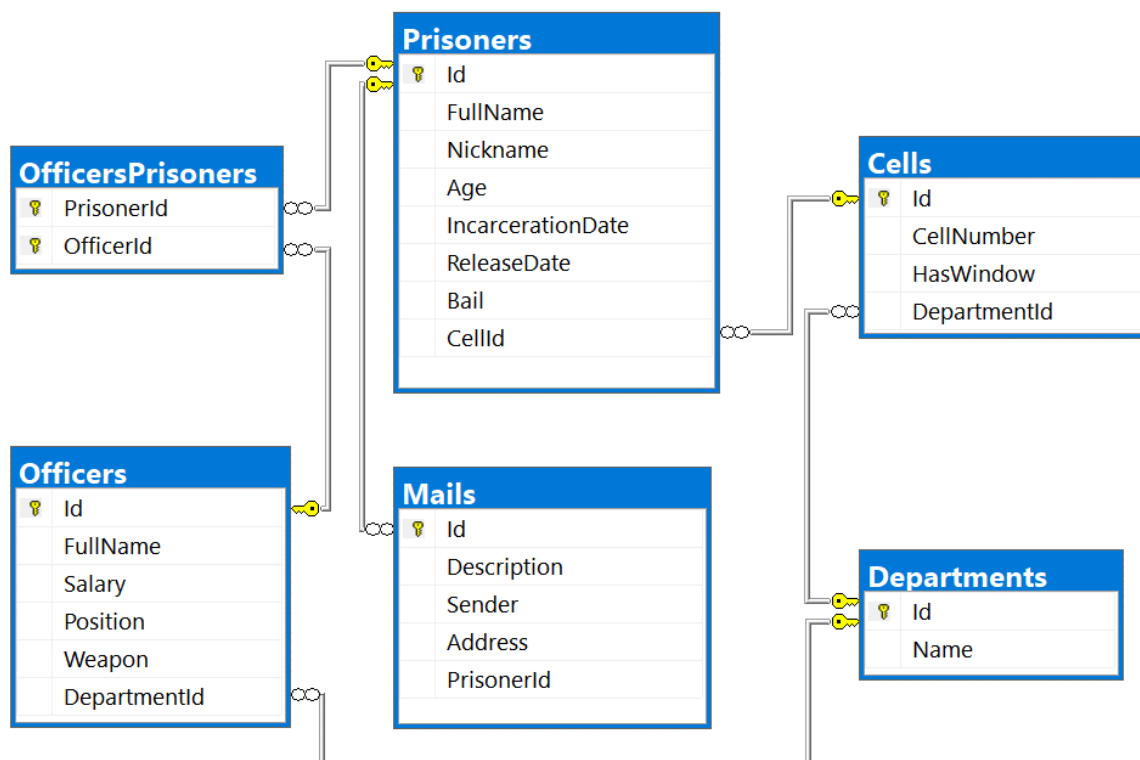 Prisoners
Id
FullName
Nickname
Age
IncarcerationDate
ReleaseDate
Bail
CellId
OfficersPrisoners
PrisonerId
OfficerId
Cells
Id
CellNumber
HasWindow
DepartmentId
Officers
Id
FullName
Salary
Position
Weapon
DepartmentId
Mails
Id
Description
Sender
Address
PrisonerId
Departments
Id
Name